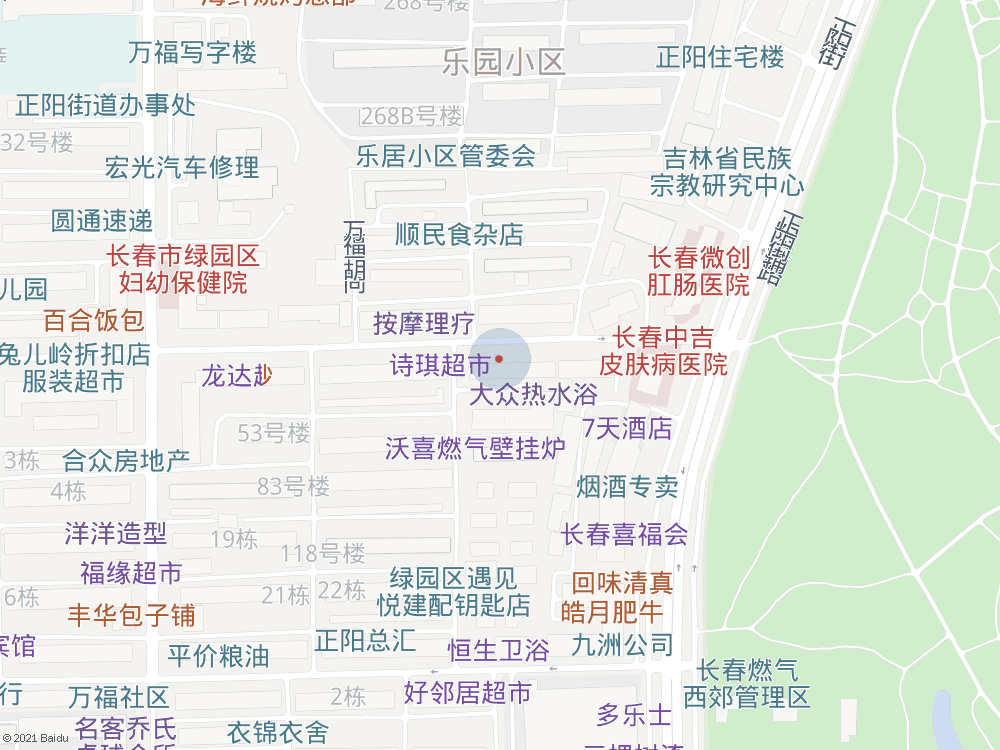 海鲜烧烤总部
268号楼
万福写字楼
乐园小区
正阳住宅楼
正阳街
正阳街道办事处
268B号楼
32号楼
宏光汽车修理
乐居小区管委会
吉林省民族
宗教研究中心
圆通速递
万福胡同
顺民食杂店
正阳街辅路
长春市绿园区
妇幼保健院
长春微创
肛肠医院
儿园
百合饭包
按摩理疗
长春中吉
皮肤病医院
兔儿岭折扣店
服装超市
龙达超
诗琪超市
大众热水浴
7天酒店
53号楼
沃喜燃气壁挂炉
3栋
合众房地产
4栋
83号楼
烟酒专卖
洋洋造型
19栋
118号楼
长春喜福会
福缘超市
6栋
21栋
22栋
绿园区遇见
悦建配钥匙店
回味清真
皓月肥牛
丰华包子铺
宾馆
平价粮油
正阳总汇
恒生卫浴
九洲公司
长春燃气
西郊管理区
行
万福社区
2栋
好邻居超市
多乐士
名客乔氏
桌球会所
衣锦衣舍
三棵树漆
© 2021 Baidu